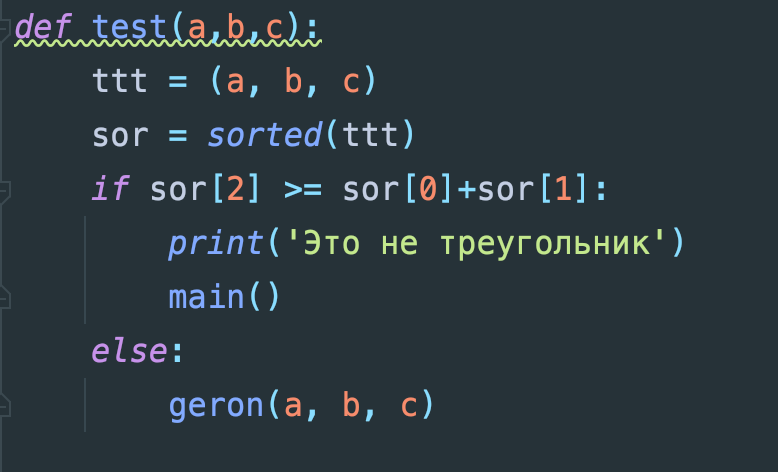 def test(a,b,c):
    ttt = (a, b, c)
    sor = sorted(ttt)
    if sor[2] >= sor[0]+sor[1]:
        print('Это не треугольник')
        main()
    else:
        geron(a, b, c)